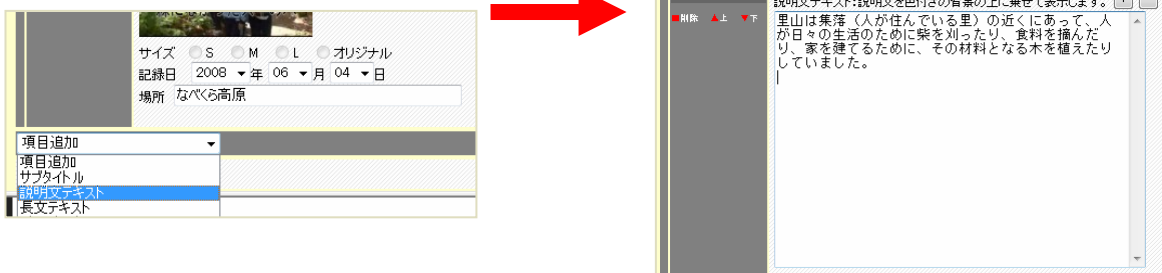 サイズ S M L オリジナル
記録日 2008 年 06 月 04 日
場所 なべくら高原
項目追加
項目追加
サブタイトル
説明文テキスト
長文テキスト
説明文テキスト:説明文を色付きの背景の上に乗せて表示します。
■削除 ▲上 ▼下
里山は集落（人が住んでいる里）の近くにあって、人
が日々の生活のために柴を刈ったり、食料を摘んだ
り、家を建てるために、その材料となる木を植えたり
していました。